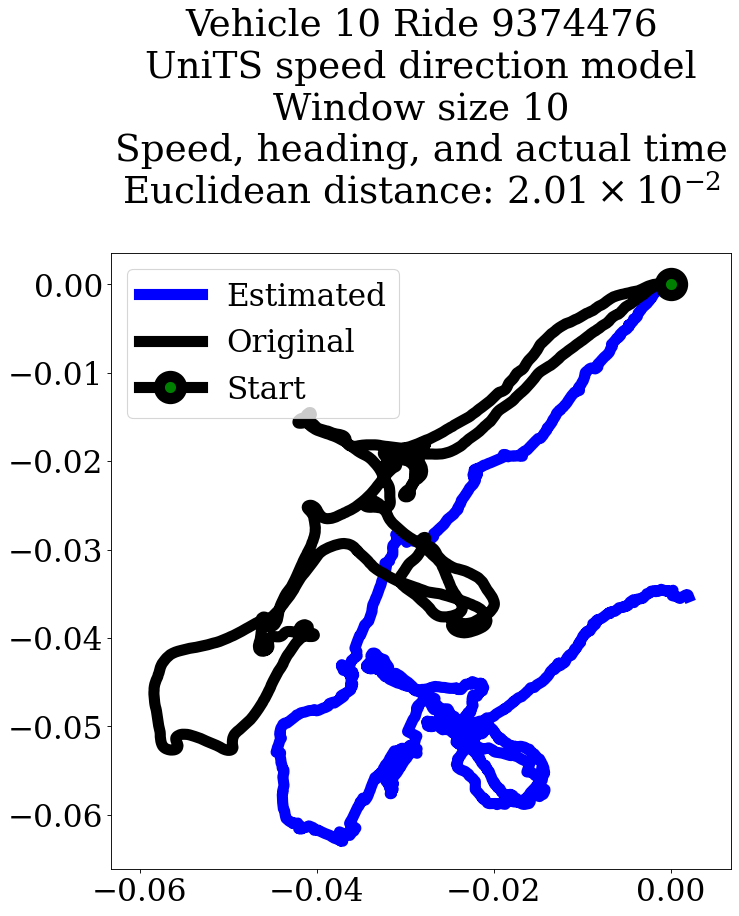 Vehicle 10 Ride 9374476
UniTS speed direction model
Window size 10
Speed, heading, and actual time
Euclidean distance: 2.01 × 10⁻²
Estimated
Original
Start
0.00
−0.01
−0.02
−0.03
−0.04
−0.05
−0.06
−0.06 −0.04 −0.02 0.00